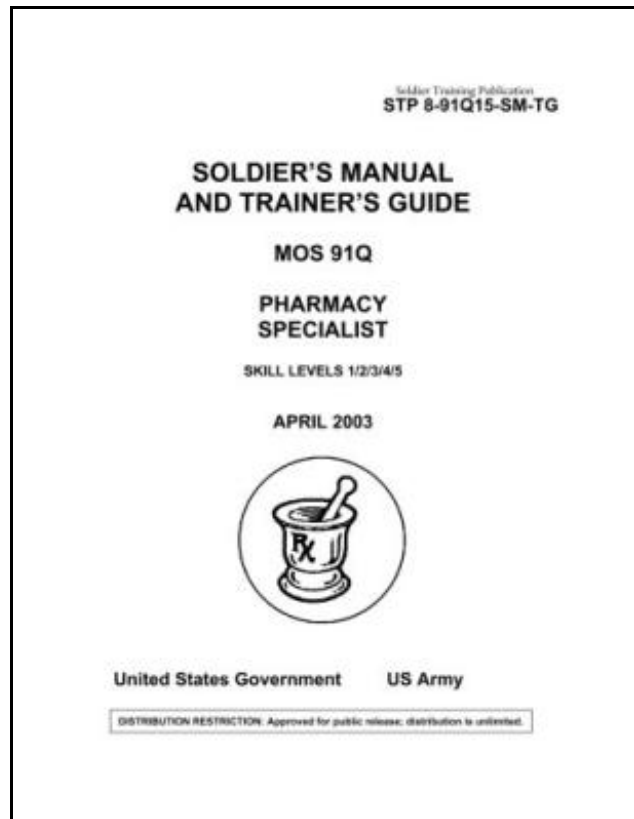 Soldier Training Publication
STP 8-91Q15-SM-TG
SOLDIER'S MANUAL
AND TRAINER'S GUIDE
MOS 91Q
PHARMACY
SPECIALIST
SKILL LEVELS 1/2/3/4/5
APRIL 2003
Rx
United States Government US Army
DISTRIBUTION RESTRICTION: Approved for public release; distribution is unlimited.